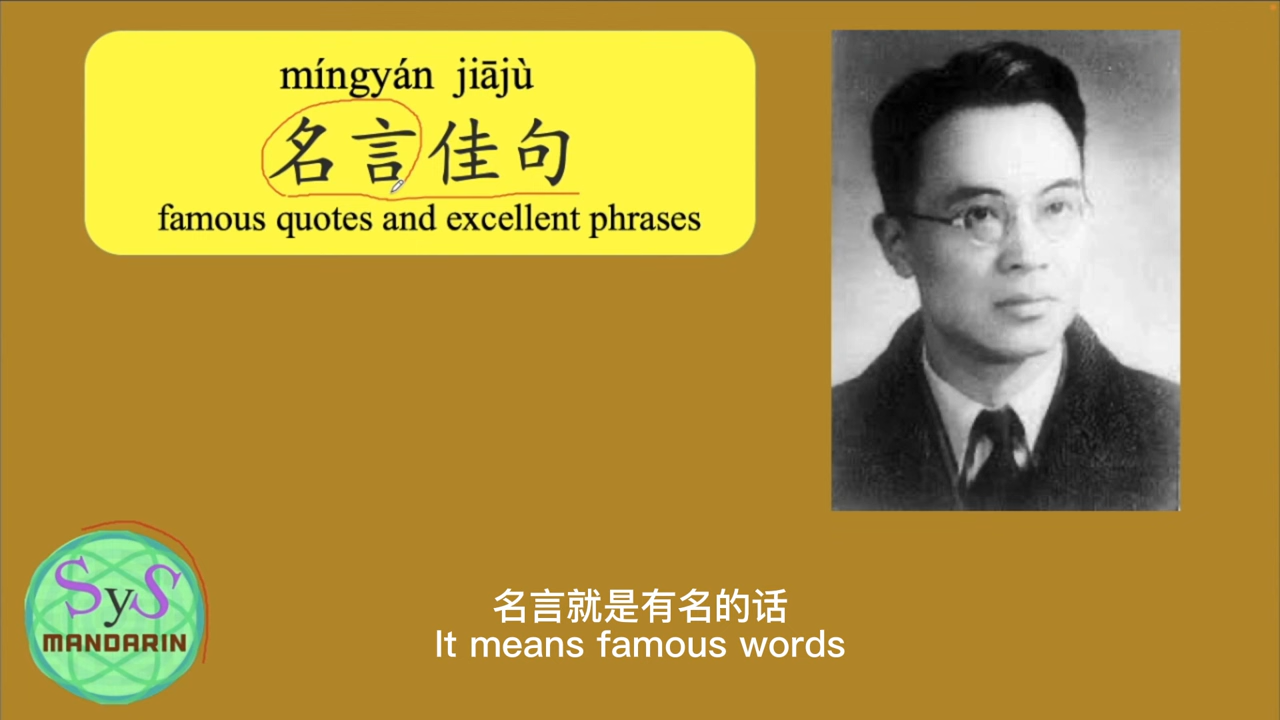 míngyán jiājù
名言佳句
famous quotes and excellent phrases
SyS
MANDARIN
名言就是有名的话
It means famous words